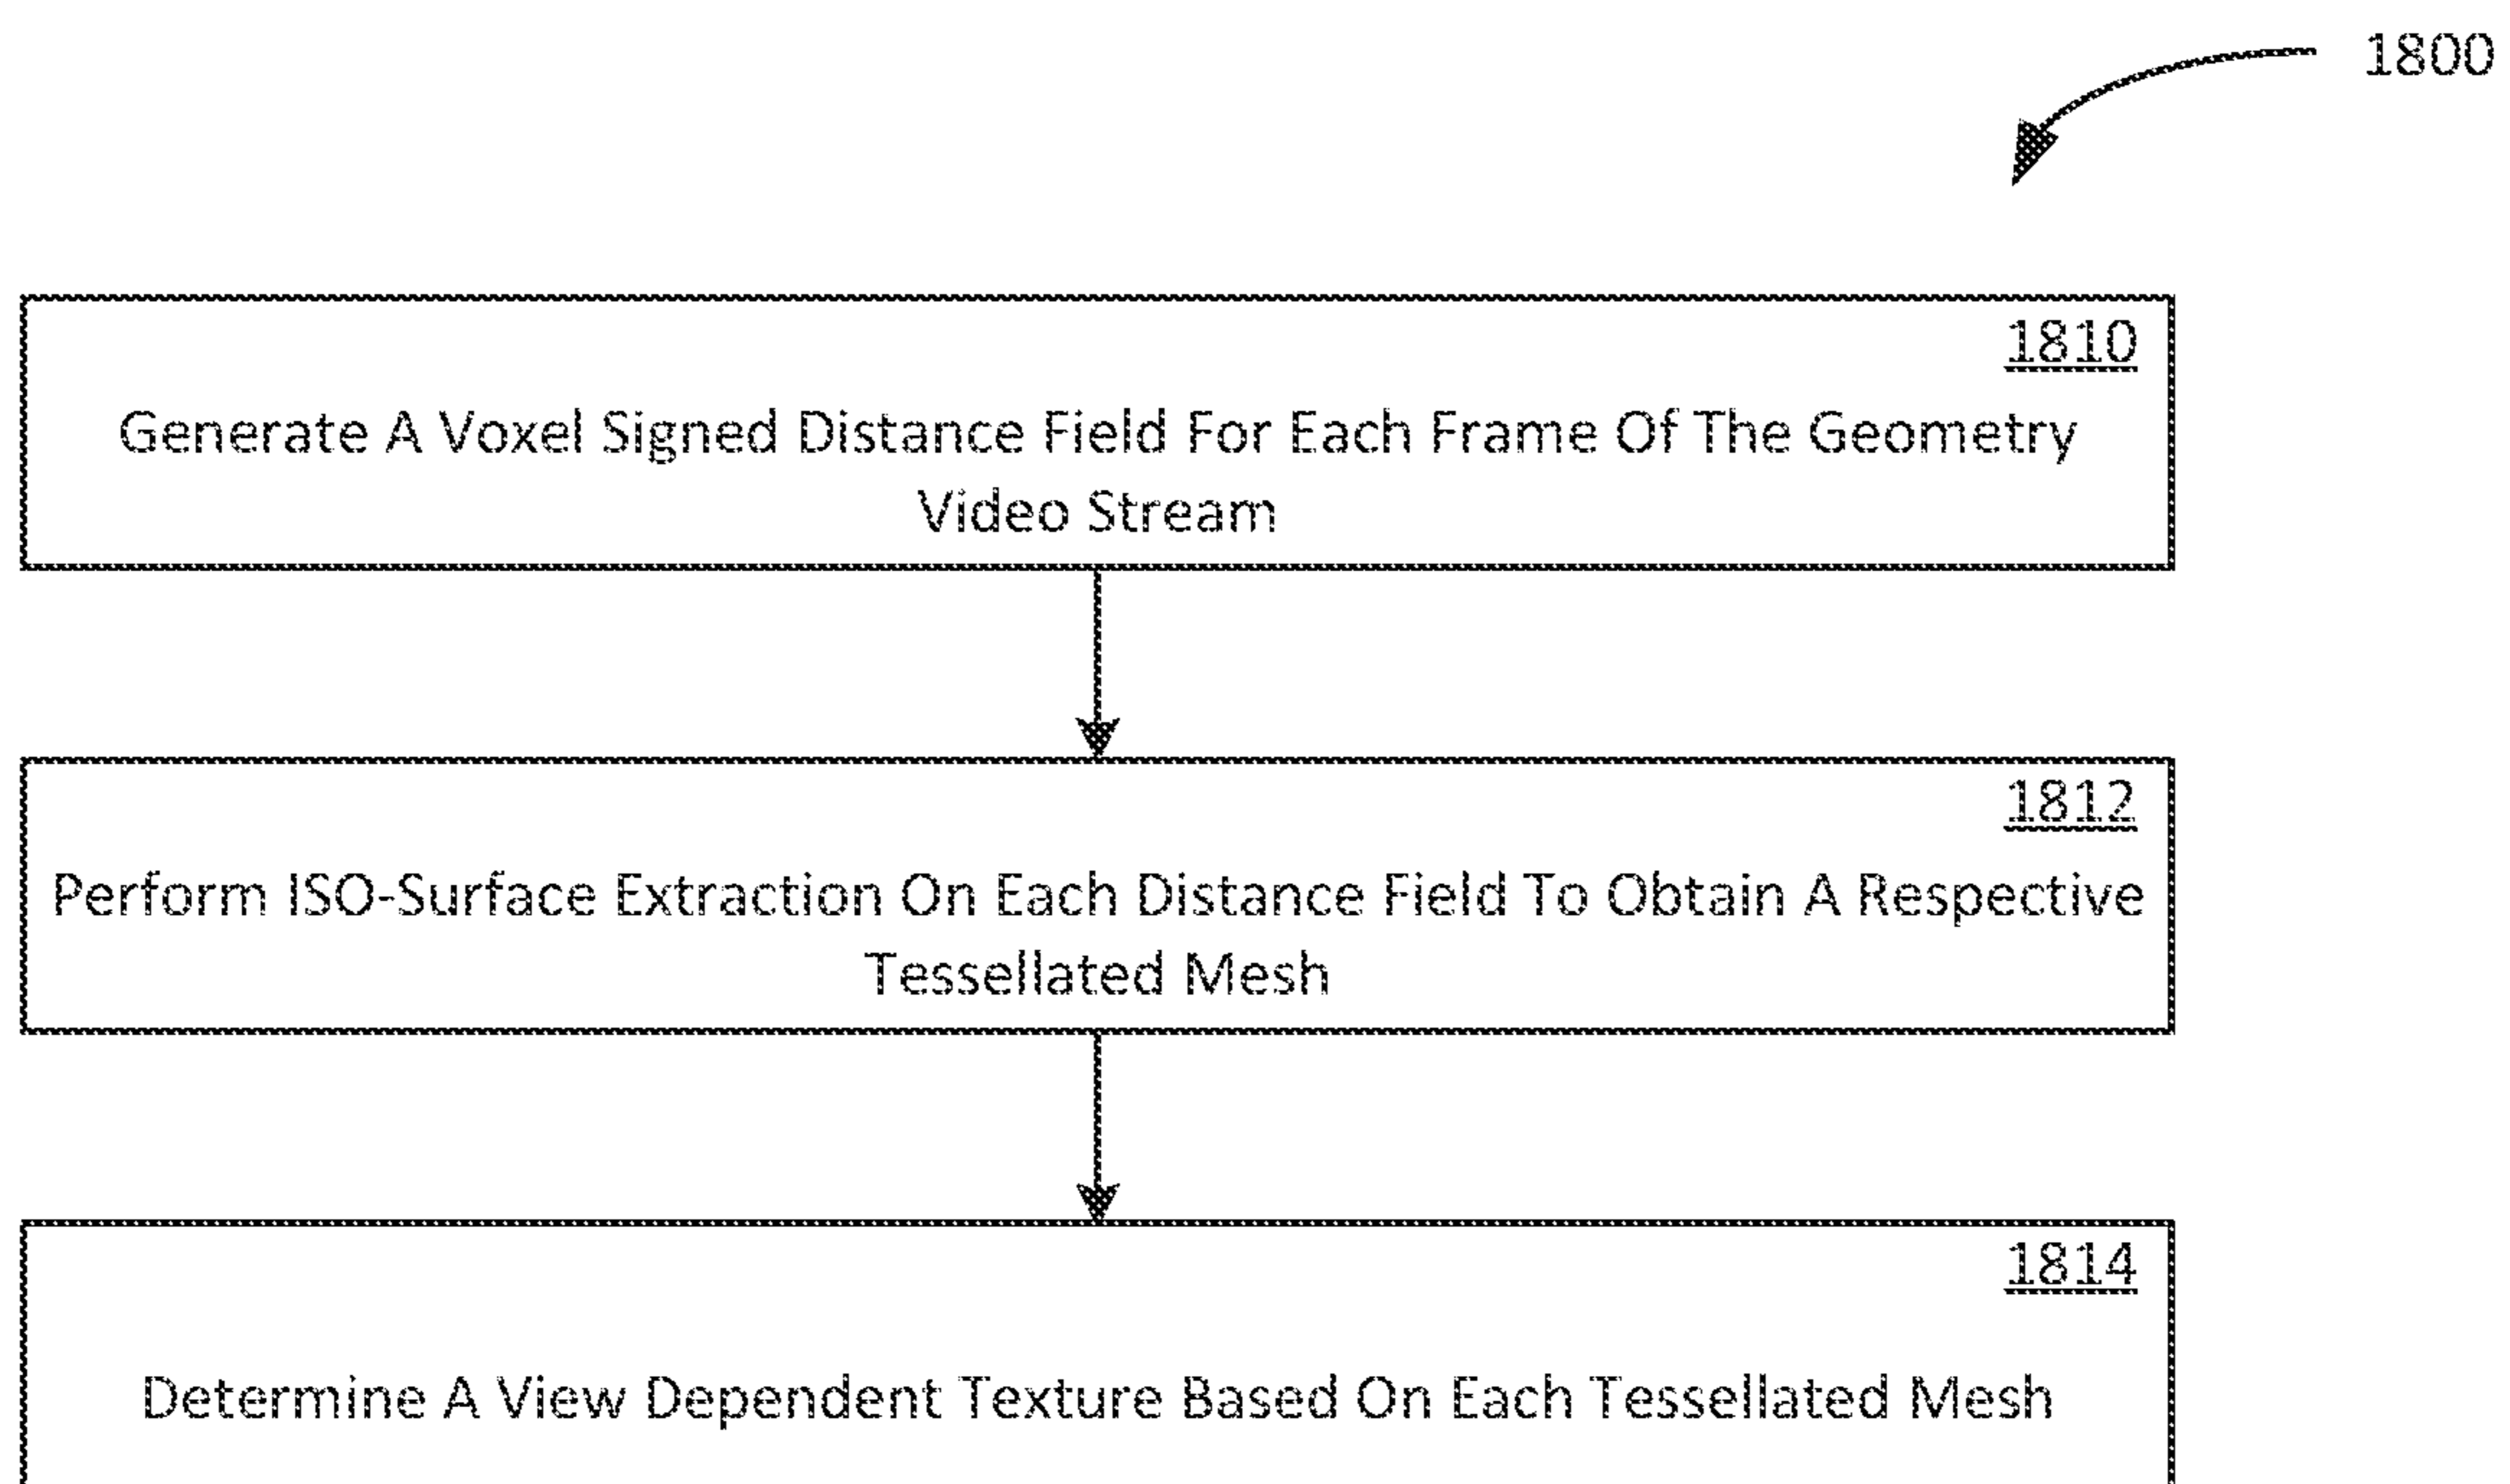 1800
1810
Generate A Voxel Signed Distance Field For Each Frame Of The Geometry
Video Stream
1812
Perform ISO-Surface Extraction On Each Distance Field To Obtain A Respective
Tessellated Mesh
1814
Determine A View Dependent Texture Based On Each Tessellated Mesh